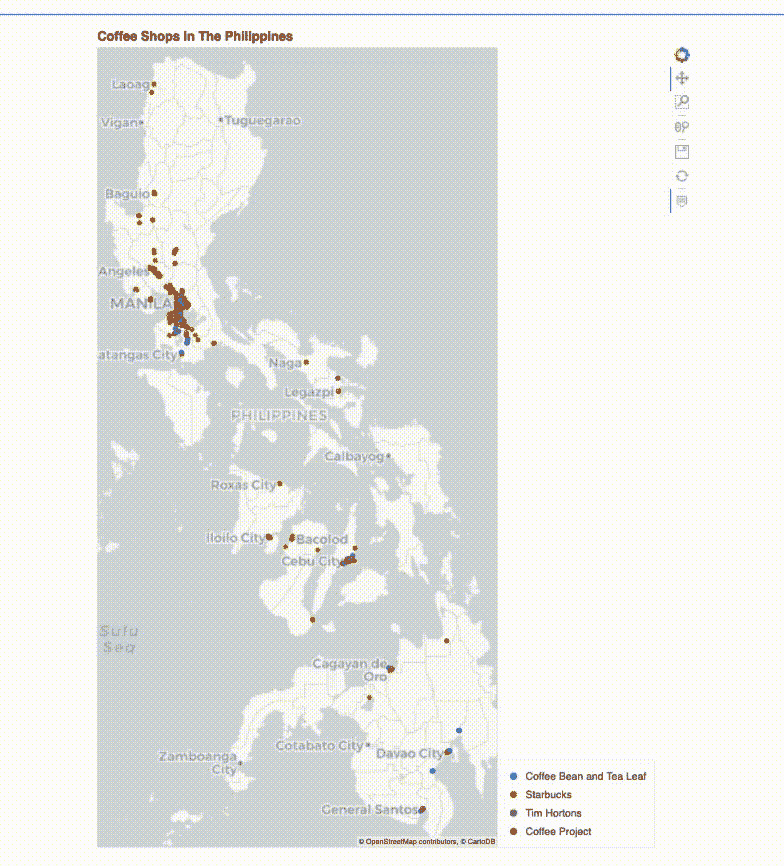 Coffee Shops in The Philippines
Laoag
Vigan
Tuguegarao
Baguio
Angeles
MANILA
atangas City
Naga
Legazpi
PHILIPPINES
Calbayog
Roxas City
Iloilo City
Bacolod
Cebu City
Sulu
Sea
Cagayan de
Oro
Cotabato City
Davao City
Zamboanga
City
General Santos
Coffee Bean and Tea Leaf
Starbucks
Tim Hortons
Coffee Project
© OpenStreetMap contributors, © CartoDB